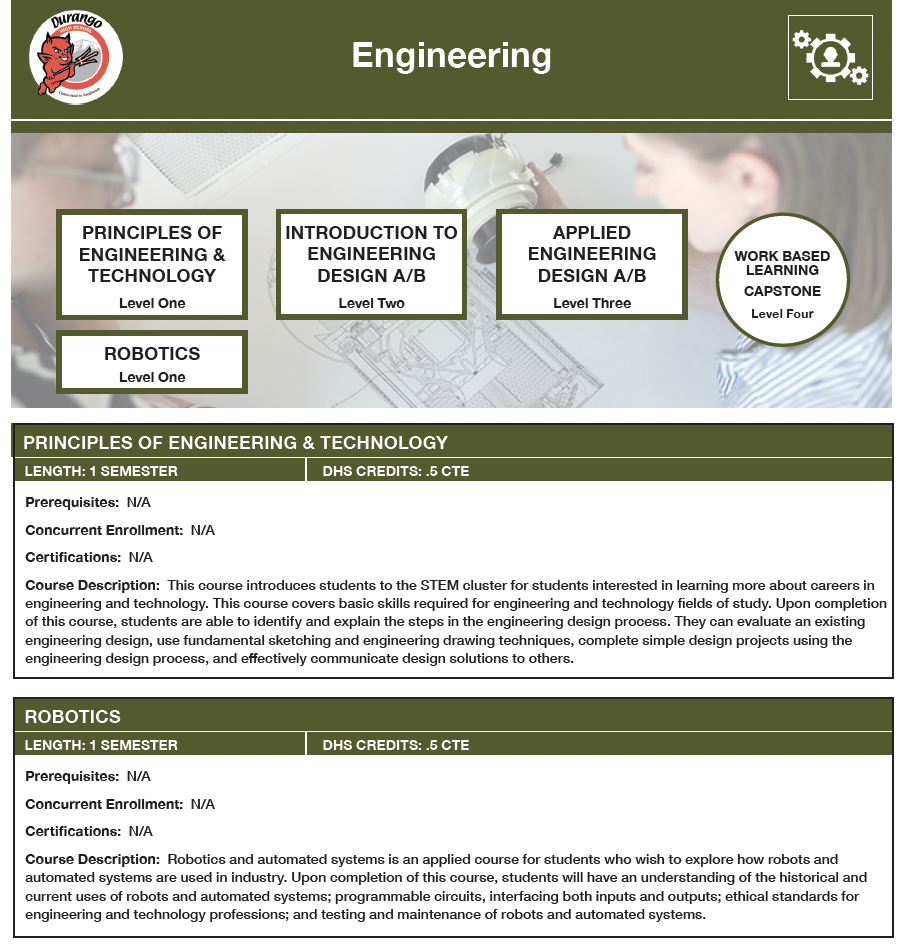 Durango
HIGH SCHOOL
Committed to Excellence
Engineering
PRINCIPLES OF
ENGINEERING &
TECHNOLOGY
Level One
INTRODUCTION TO
ENGINEERING
DESIGN A/B
Level Two
APPLIED
ENGINEERING
DESIGN A/B
Level Three
WORK BASED
LEARNING
CAPSTONE
Level Four
ROBOTICS
Level One
PRINCIPLES OF ENGINEERING & TECHNOLOGY
LENGTH: 1 SEMESTER DHS CREDITS: .5 CTE
Prerequisites: N/A
Concurrent Enrollment: N/A
Certifications: N/A
Course Description: This course introduces students to the STEM cluster for students interested in learning more about careers in
engineering and technology. This course covers basic skills required for engineering and technology fields of study. Upon completion
of this course, students are able to identify and explain the steps in the engineering design process. They can evaluate an existing
engineering design, use fundamental sketching and engineering drawing techniques, complete simple design projects using the
engineering design process, and effectively communicate design solutions to others.
ROBOTICS
LENGTH: 1 SEMESTER DHS CREDITS: .5 CTE
Prerequisites: N/A
Concurrent Enrollment: N/A
Certifications: N/A
Course Description: Robotics and automated systems is an applied course for students who wish to explore how robots and
automated systems are used in industry. Upon completion of this course, students will have an understanding of the historical and
current uses of robots and automated systems; programmable circuits, interfacing both inputs and outputs; ethical standards for
engineering and technology professions; and testing and maintenance of robots and automated systems.